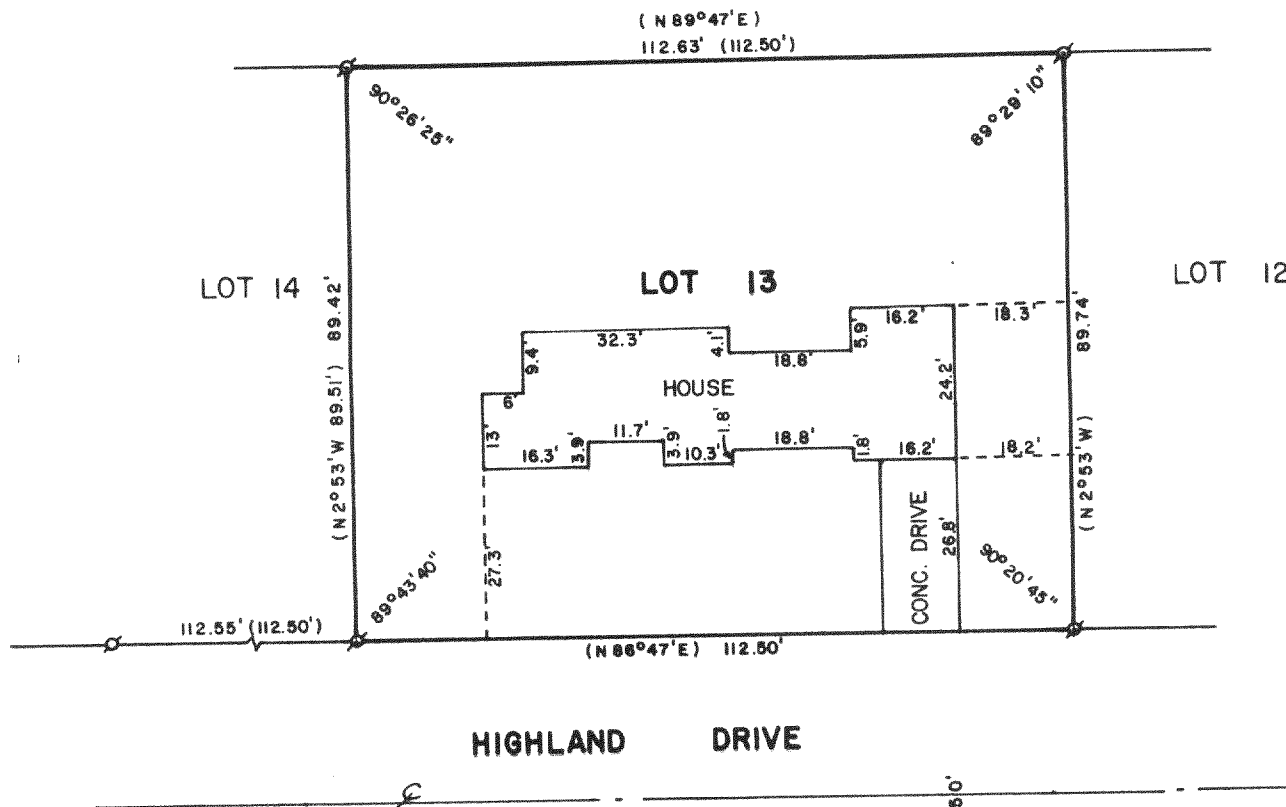 (N 89°47'E)
112.63' (112.50')
90°26'25"
89°29'10"
LOT 14
LOT 13
LOT 12
(N 2°53'W 89.51') 89.42'
89.74'
(N 2°53'W)
32.3'
4.1'
18.8'
5.9'
16.2'
18.3'
9.4'
6'
HOUSE
24.2'
13'
16.3'
3.9'
11.7'
3.9'
10.3'
1.8'
18.8'
1.8'
16.2'
18.2'
27.3'
CONC. DRIVE
26.8'
89°43'40"
90°20'45"
112.55' (112.50')
(N 86°47'E) 112.50'
HIGHLAND DRIVE